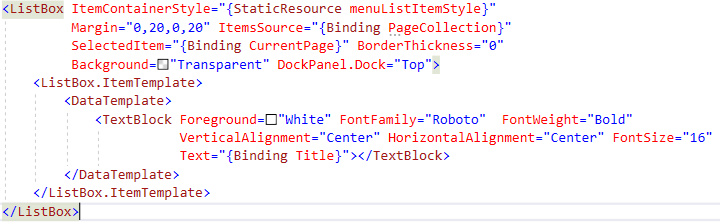 <ListBox ItemContainerStyle="{StaticResource menuListItemStyle}"
Margin="0,20,0,20" ItemsSource="{Binding PageCollection}"
SelectedItem="{Binding CurrentPage}" BorderThickness="0"
Background="Transparent" DockPanel.Dock="Top">
<ListBox.ItemTemplate>
<DataTemplate>
<TextBlock Foreground="White" FontFamily="Roboto"  FontWeight="Bold"
VerticalAlignment="Center" HorizontalAlignment="Center" FontSize="16"
Text="{Binding Title}"></TextBlock>
</DataTemplate>
</ListBox.ItemTemplate>
</ListBox>